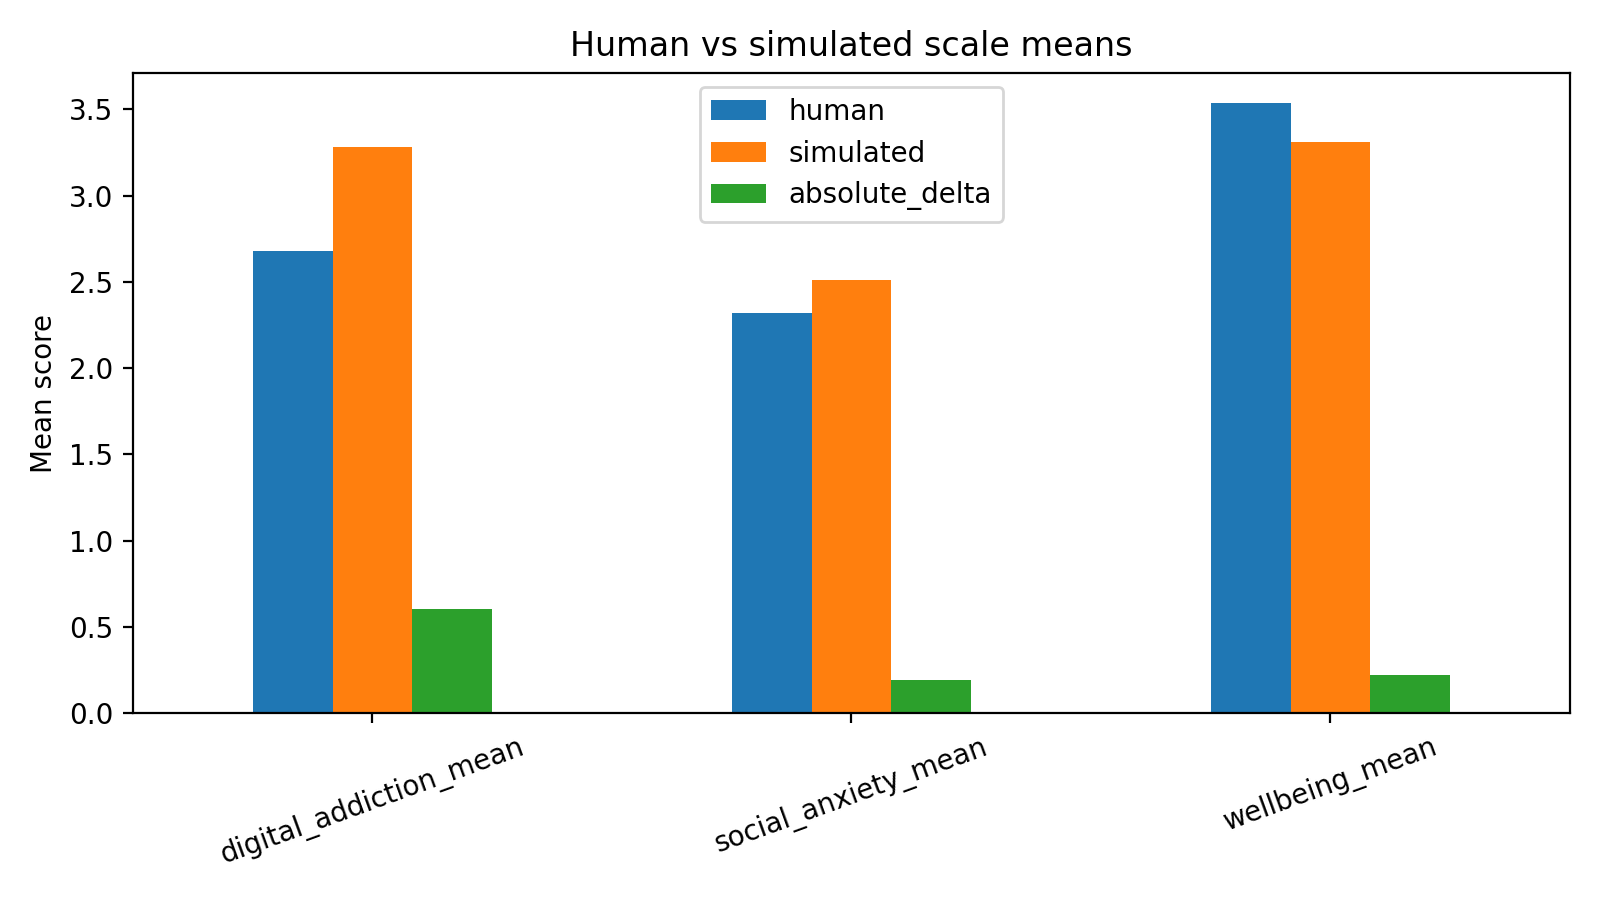 Human vs simulated scale means
human
simulated
absolute_delta
Mean score
3.5
3.0
2.5
2.0
1.5
1.0
0.5
0.0
digital_addiction_mean
social_anxiety_mean
wellbeing_mean